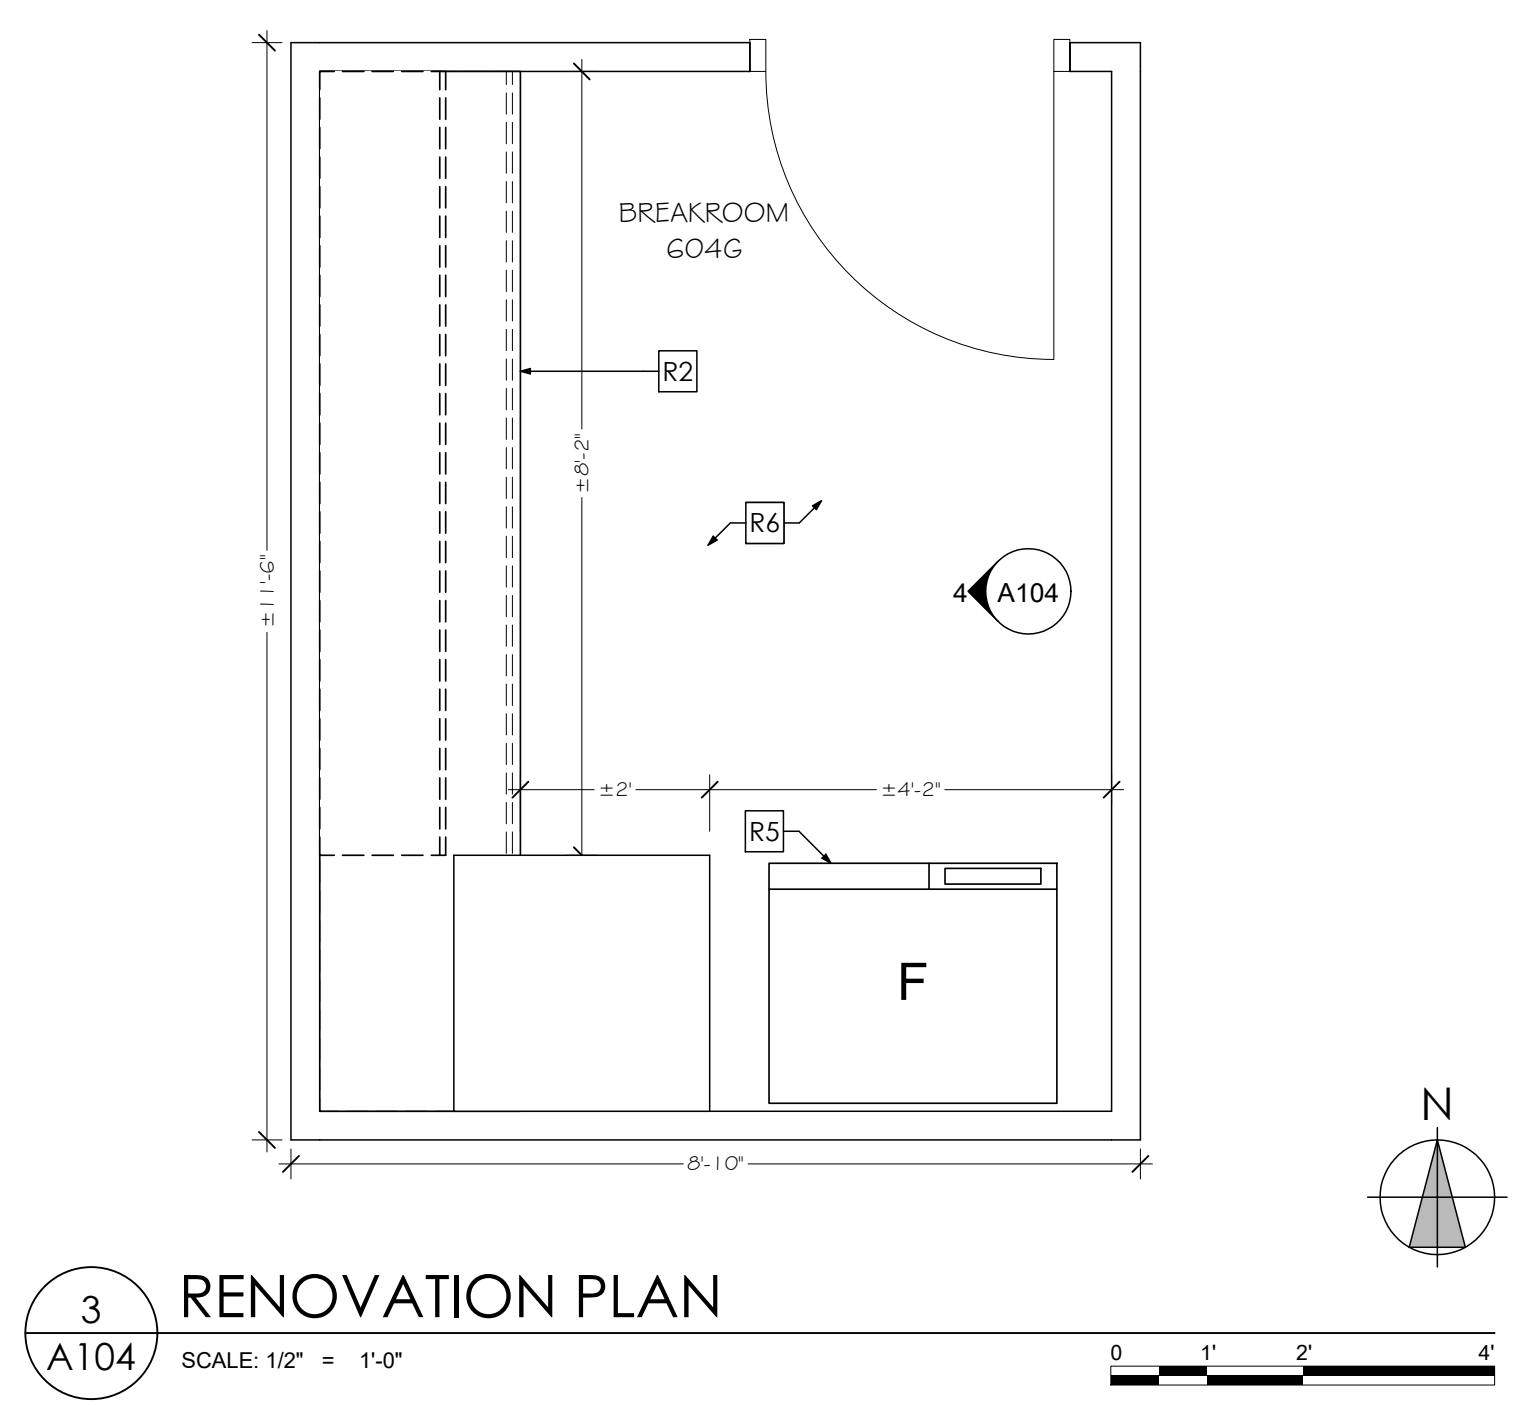 BREAKROOM
604G
R2
±8'-2"
R6
±11'-6"
4
A104
±2'
±4'-2"
R5
F
8'-10"
N
3
A104
RENOVATION PLAN
SCALE: 1/2" = 1'-0"
0 1' 2' 4'